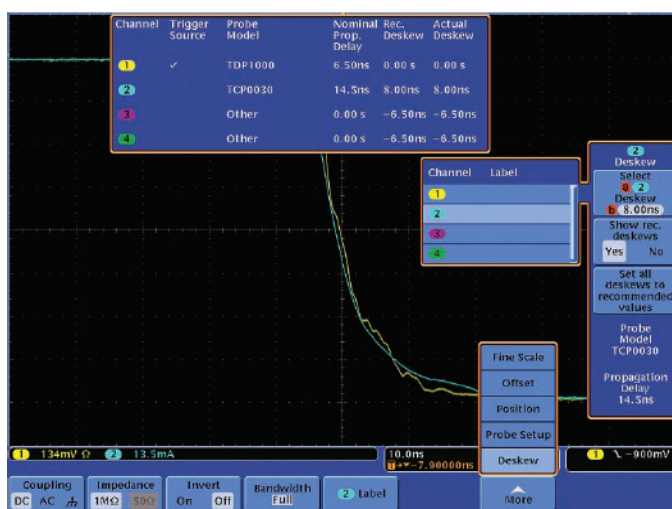 Channel Trigger Source Probe Model Nominal Prop. Delay Rec. Deskew Actual Deskew
1 ✓ TDP1000 6.50ns 0.00 s 0.00 s
2 TCP0030 14.5ns 8.00ns 8.00ns
3 Other 0.00 s −6.50ns −6.50ns
4 Other 0.00 s −6.50ns −6.50ns
Channel Label
1
2
3
4
2
Deskew
Select
a 2
Deskew
b 8.00ns
Show rec.
deskews
Yes No
Set all
deskews to
recommended
values
Probe
Model
TCP0030
Propagation
Delay
14.5ns
Fine Scale
Offset
Position
Probe Setup
Deskew
More
1 134mV Ω 2 13.5mA
10.0ns
T→▼−7.90000ns
1 −900mV
Coupling
DC AC
Impedance
1MΩ 50Ω
Invert
On Off
Bandwidth
Full
2 Label